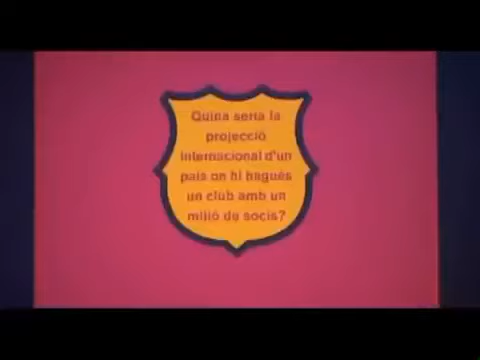 Quina seria la
projecció
internacional d'un
país on hi hagués
un club amb un
milió de socis?